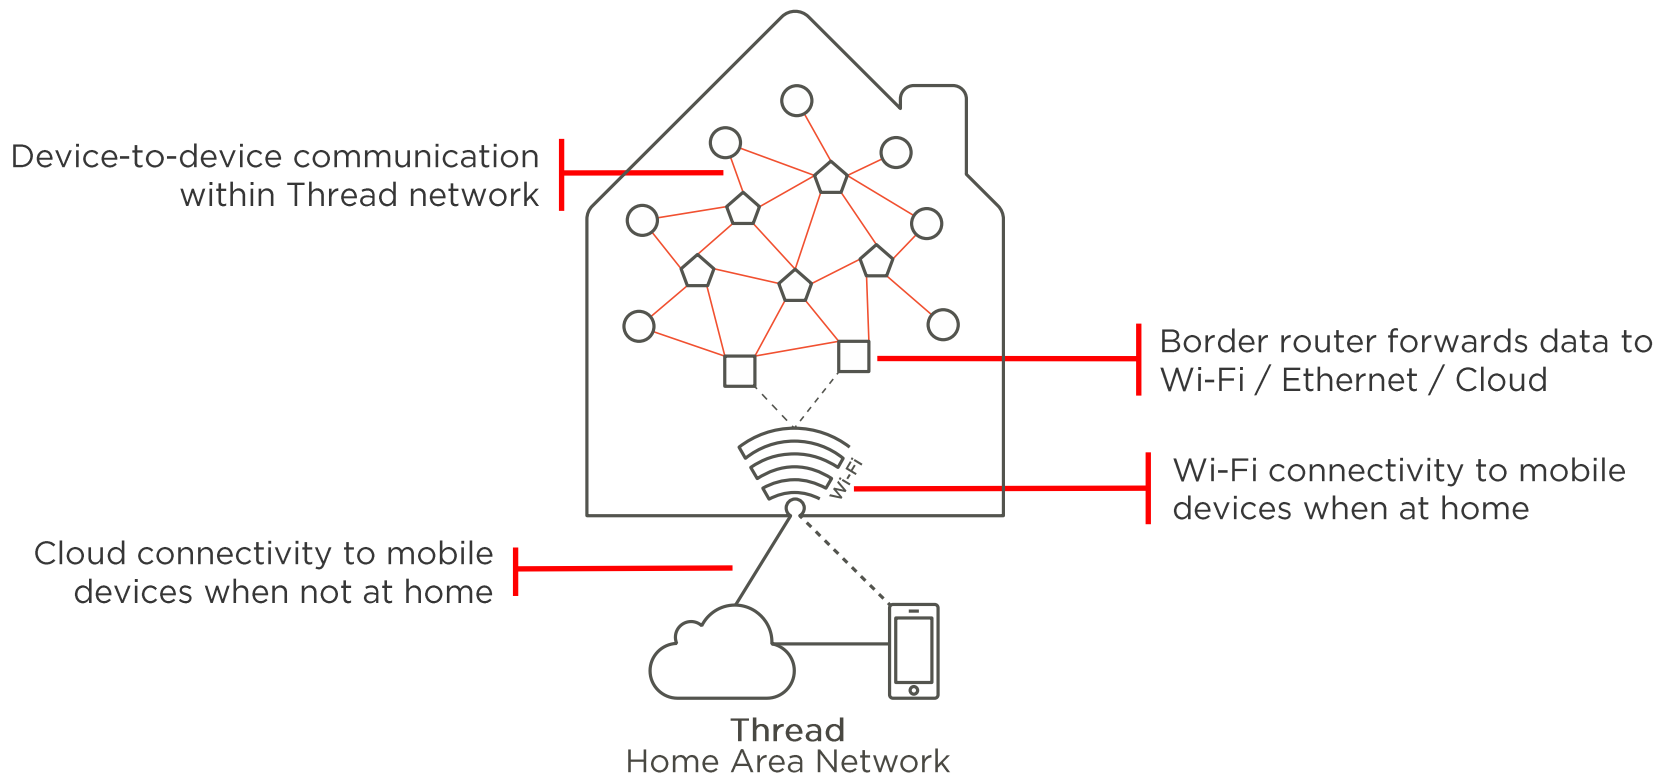 Device-to-device communication
within Thread network
Border router forwards data to
Wi-Fi / Ethernet / Cloud
Wi-Fi
Wi-Fi connectivity to mobile
devices when at home
Cloud connectivity to mobile
devices when not at home
Thread
Home Area Network